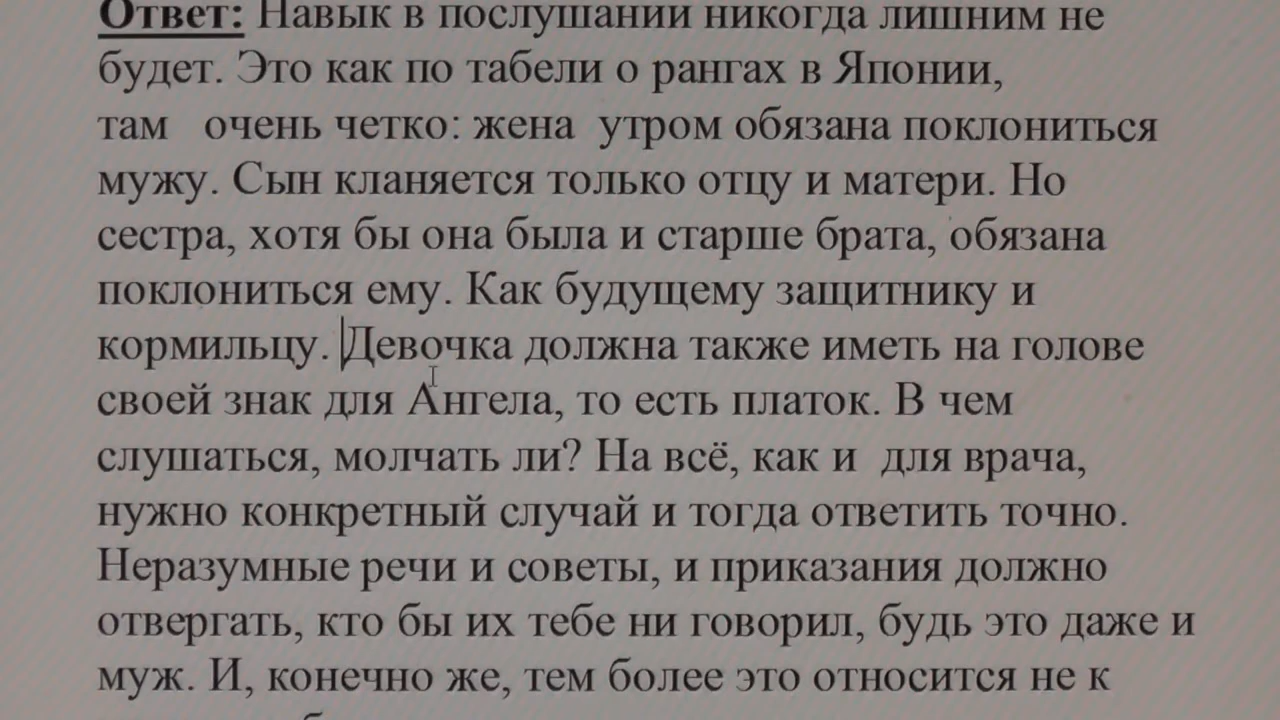 Ответ: Навык в послушании никогда лишним не
будет. Это как по табели о рангах в Японии,
там очень четко: жена утром обязана поклониться
мужу. Сын кланяется только отцу и матери. Но
сестра, хотя бы она была и старше брата, обязана
поклониться ему. Как будущему защитнику и
кормильцу. Девочка должна также иметь на голове
своей знак для Ангела, то есть платок. В чем
слушаться, молчать ли? На всё, как и для врача,
нужно конкретный случай и тогда ответить точно.
Неразумные речи и советы, и приказания должно
отвергать, кто бы их тебе ни говорил, будь это даже и
муж. И, конечно же, тем более это относится не к